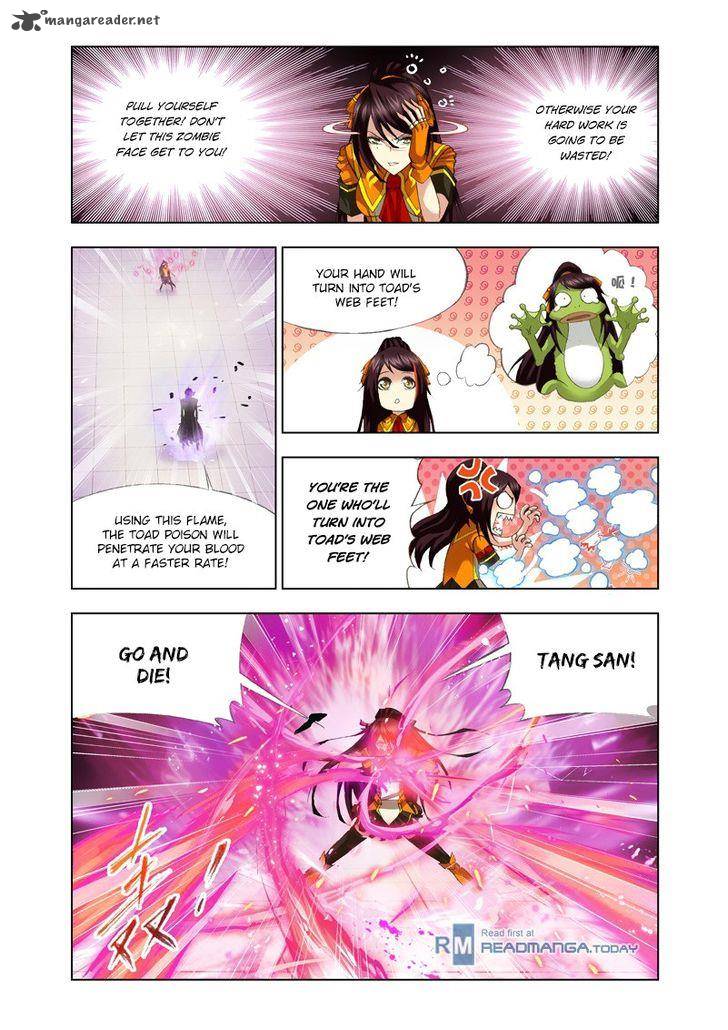 mangareader.net
PULL YOURSELF
TOGETHER! DON'T
LET THIS ZOMBIE
FACE GET TO YOU!
OTHERWISE YOUR
HARD WORK IS
GOING TO BE
WASTED!
USING THIS FLAME,
THE TOAD POISON WILL
PENETRATE YOUR BLOOD
AT A FASTER RATE!
YOUR HAND WILL
TURN INTO TOAD'S
WEB FEET!
呃!
YOU'RE THE
ONE WHO'LL
TURN INTO
TOAD'S WEB
FEET!
GO AND
DIE!
TANG SAN!
轰!
Read first at
RM READMANGA.TODAY